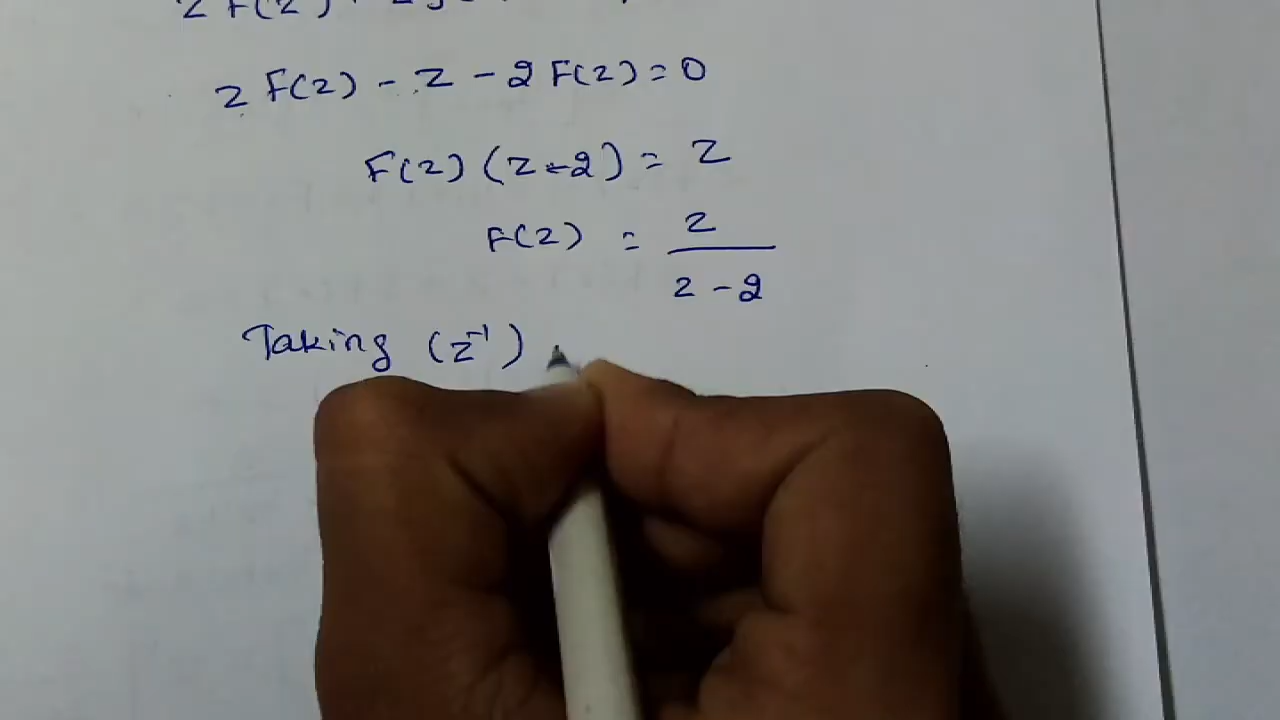 z F(z) - z - 2 F(z) = 0
F(z) (z - 2) = z
F(z) = z / z - 2
Taking (z⁻¹)